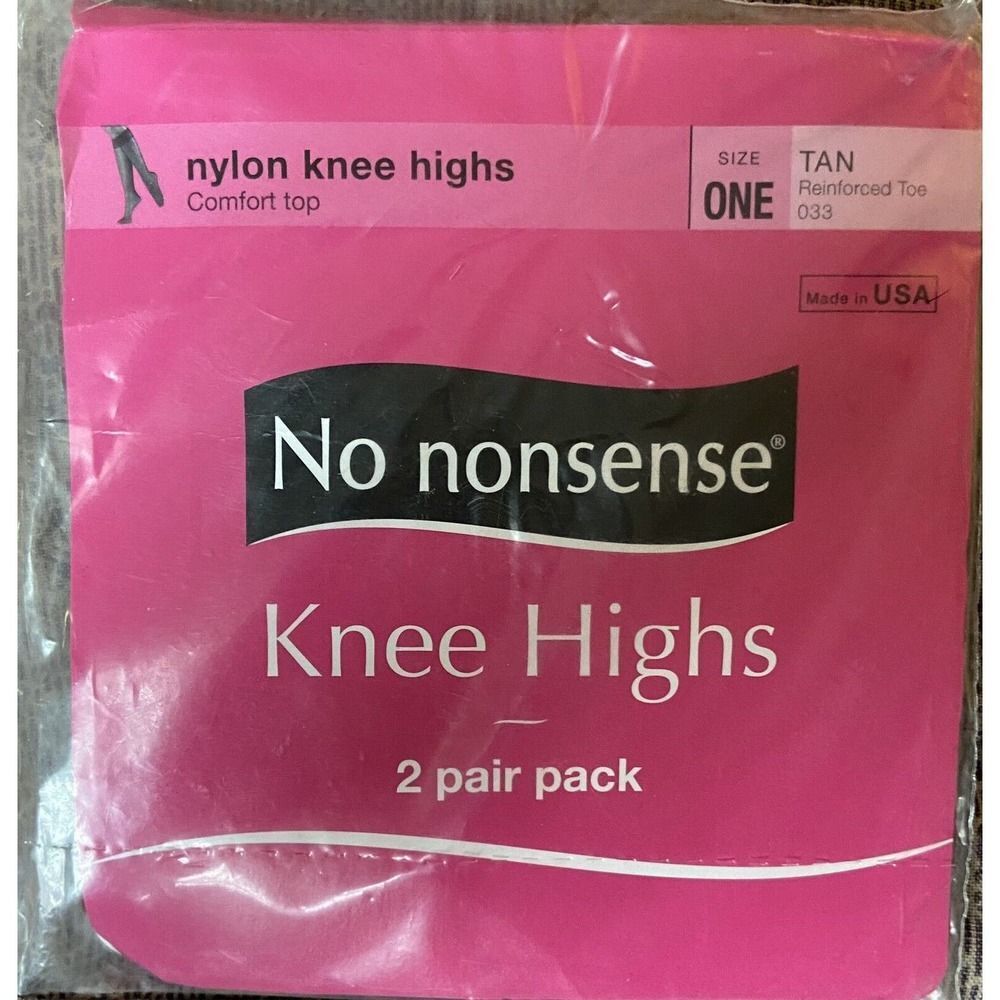 nylon knee highs
Comfort top
SIZE
ONE
TAN
Reinforced Toe
033
Made in USA
No nonsense®
Knee Highs
2 pair pack